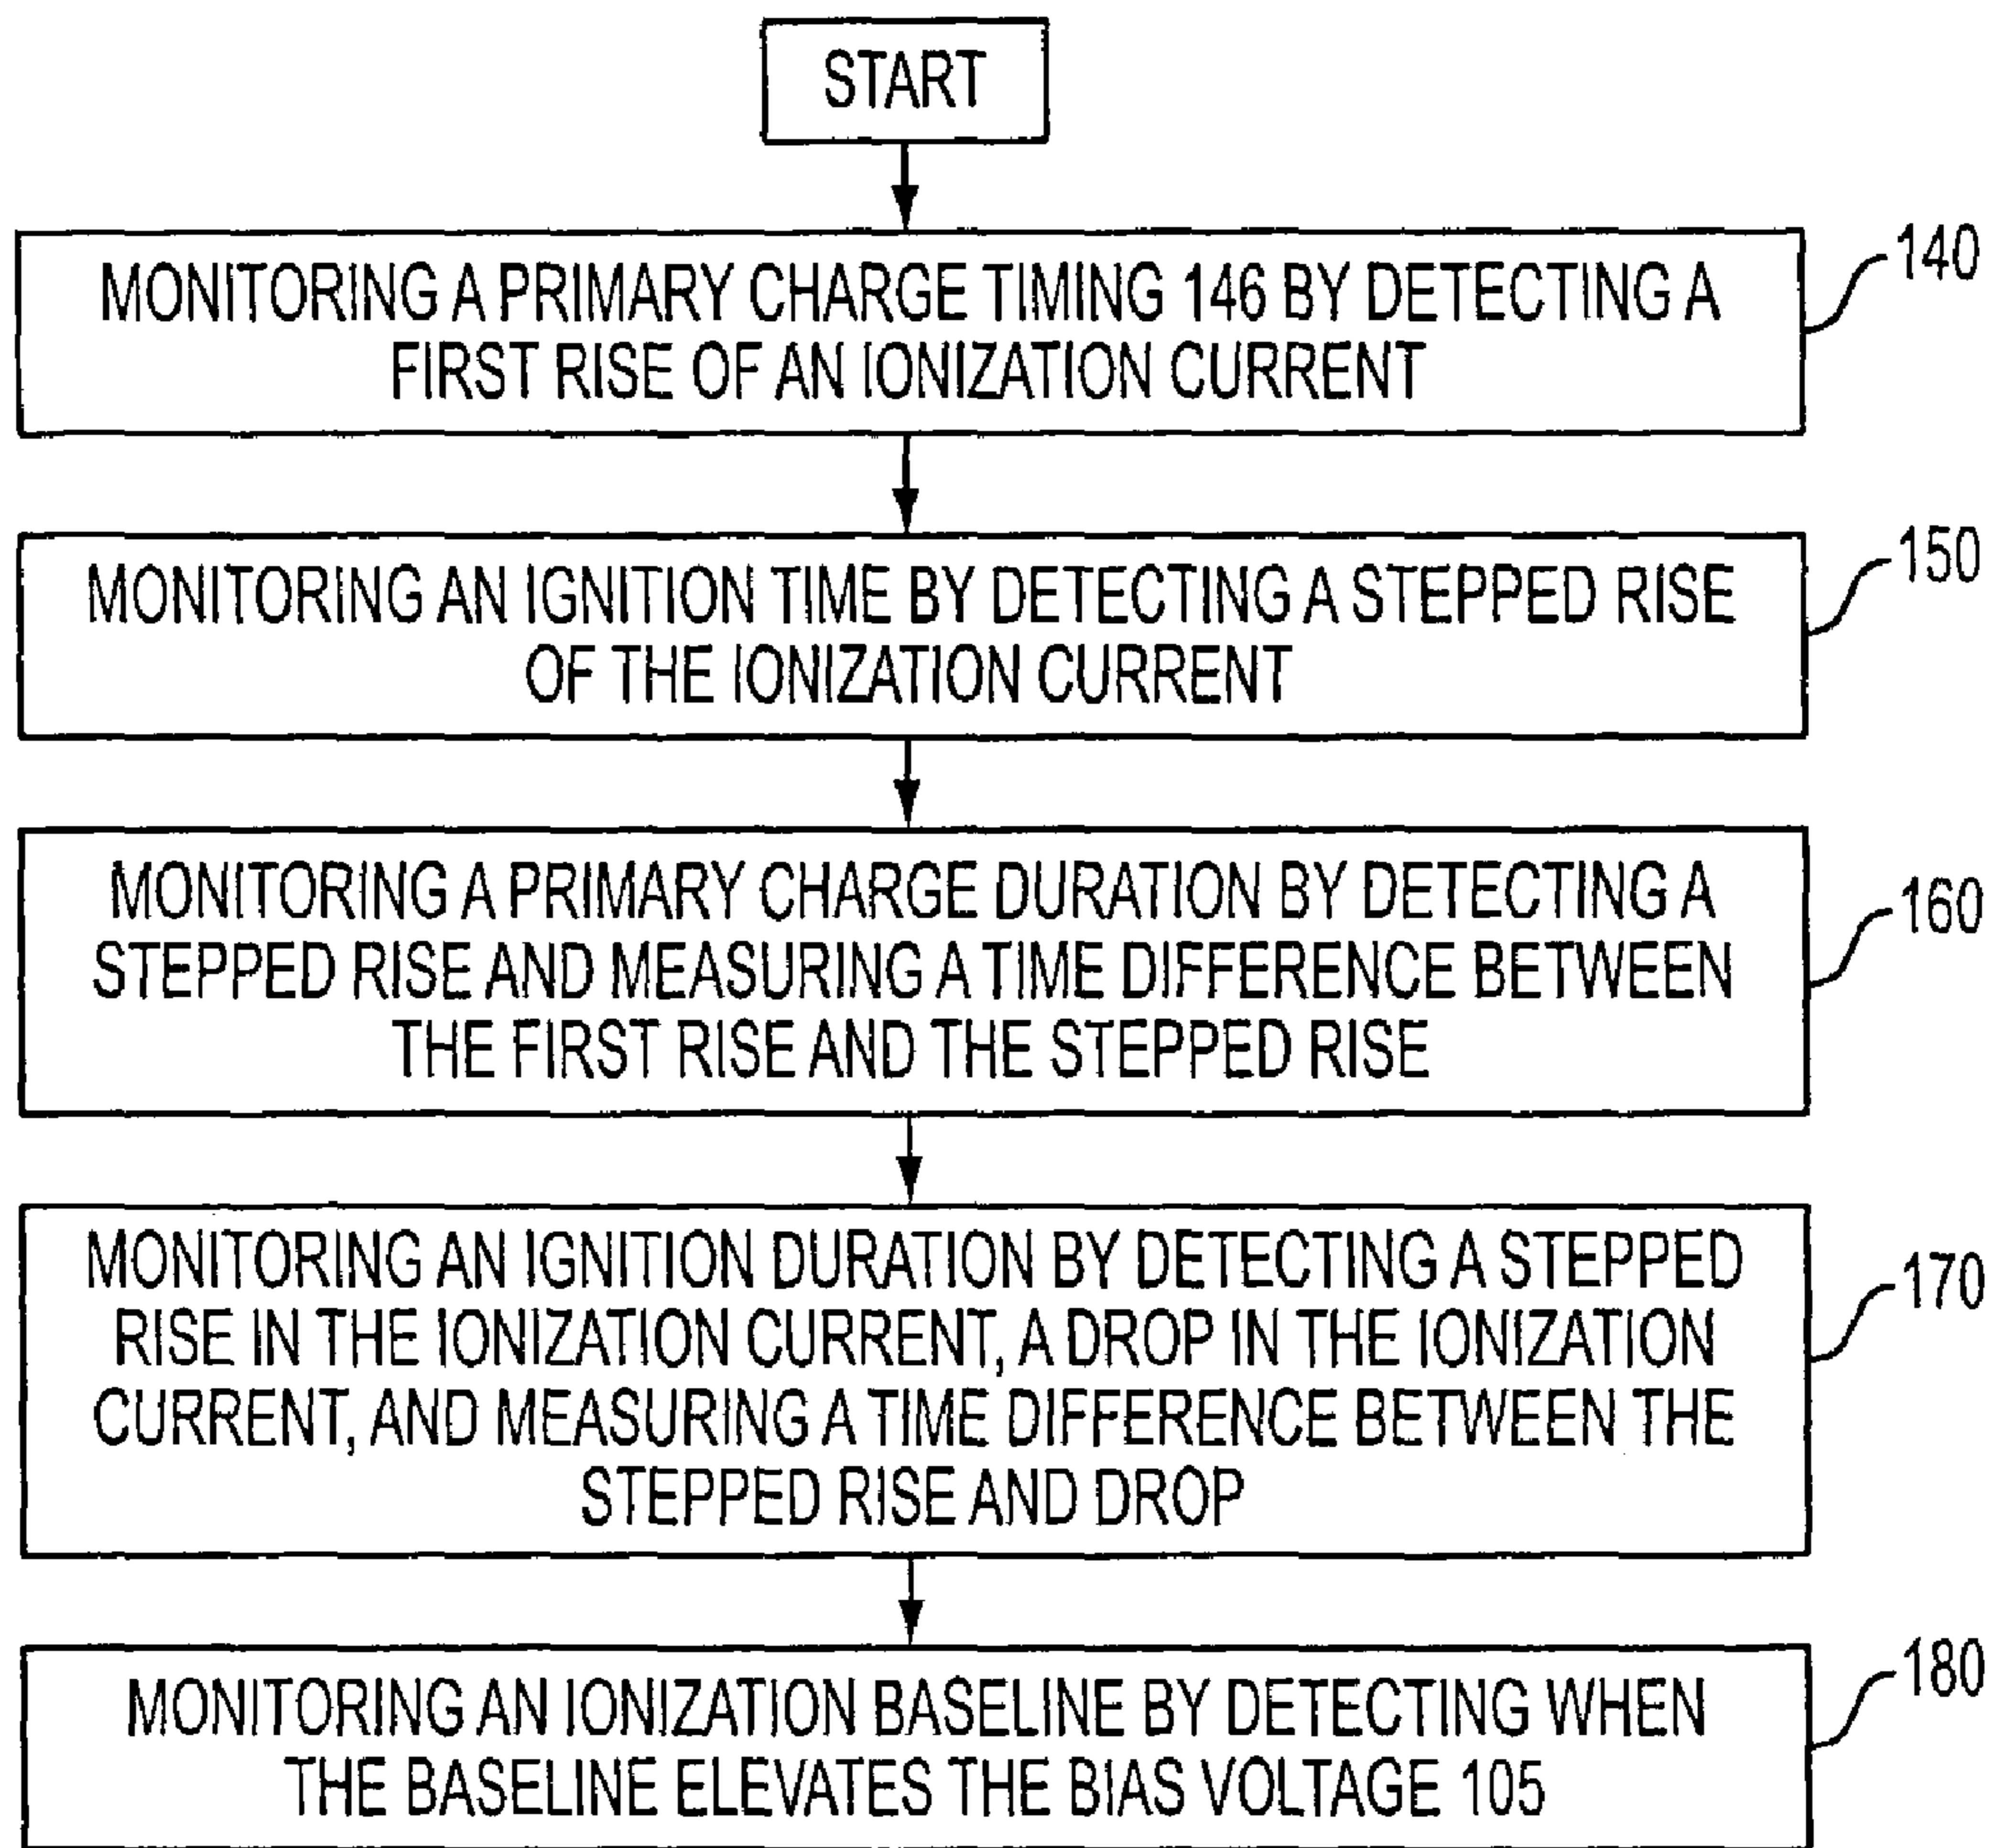 START
MONITORING A PRIMARY CHARGE TIMING 146 BY DETECTING A
FIRST RISE OF AN IONIZATION CURRENT
140
MONITORING AN IGNITION TIME BY DETECTING A STEPPED RISE
OF THE IONIZATION CURRENT
150
MONITORING A PRIMARY CHARGE DURATION BY DETECTING A
STEPPED RISE AND MEASURING A TIME DIFFERENCE BETWEEN
THE FIRST RISE AND THE STEPPED RISE
160
MONITORING AN IGNITION DURATION BY DETECTING A STEPPED
RISE IN THE IONIZATION CURRENT, A DROP IN THE IONIZATION
CURRENT, AND MEASURING A TIME DIFFERENCE BETWEEN THE
STEPPED RISE AND DROP
170
MONITORING AN IONIZATION BASELINE BY DETECTING WHEN
THE BASELINE ELEVATES THE BIAS VOLTAGE 105
180